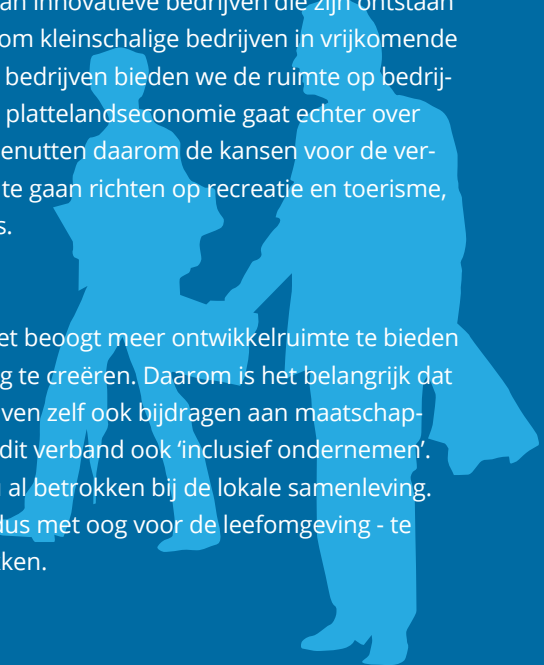 an innovatieve bedrijven die zijn ontstaan
om kleinschalige bedrijven in vrijkomende
bedrijven bieden we de ruimte op bedrij-
plattelandseconomie gaat echter over
enutten daarom de kansen voor de ver-
te gaan richten op recreatie en toerisme,
s.
et beoogt meer ontwikkelruimte te bieden
g te creëren. Daarom is het belangrijk dat
ven zelf ook bijdragen aan maatschap-
dit verband ook ‘inclusief ondernemen’.
al betrokken bij de lokale samenleving.
dus met oog voor de leefomgeving - te
ken.